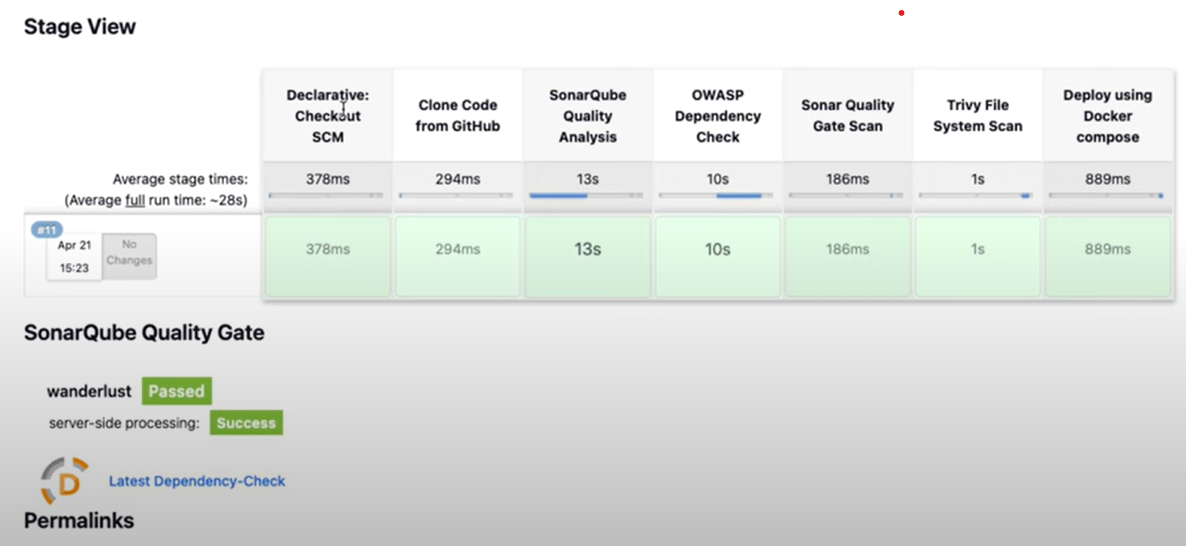 Stage View
Declarative:
Checkout
SCM
Clone Code
from GitHub
SonarQube
Quality
Analysis
OWASP
Dependency
Check
Sonar Quality
Gate Scan
Trivy File
System Scan
Deploy using
Docker
compose
Average stage times:
(Average full run time: ~28s)
378ms
294ms
13s
10s
186ms
1s
889ms
#11
Apr 21
15:23
No
Changes
378ms
294ms
13s
10s
186ms
1s
889ms
SonarQube Quality Gate
wanderlust Passed
server-side processing: Success
D
Latest Dependency-Check
Permalinks